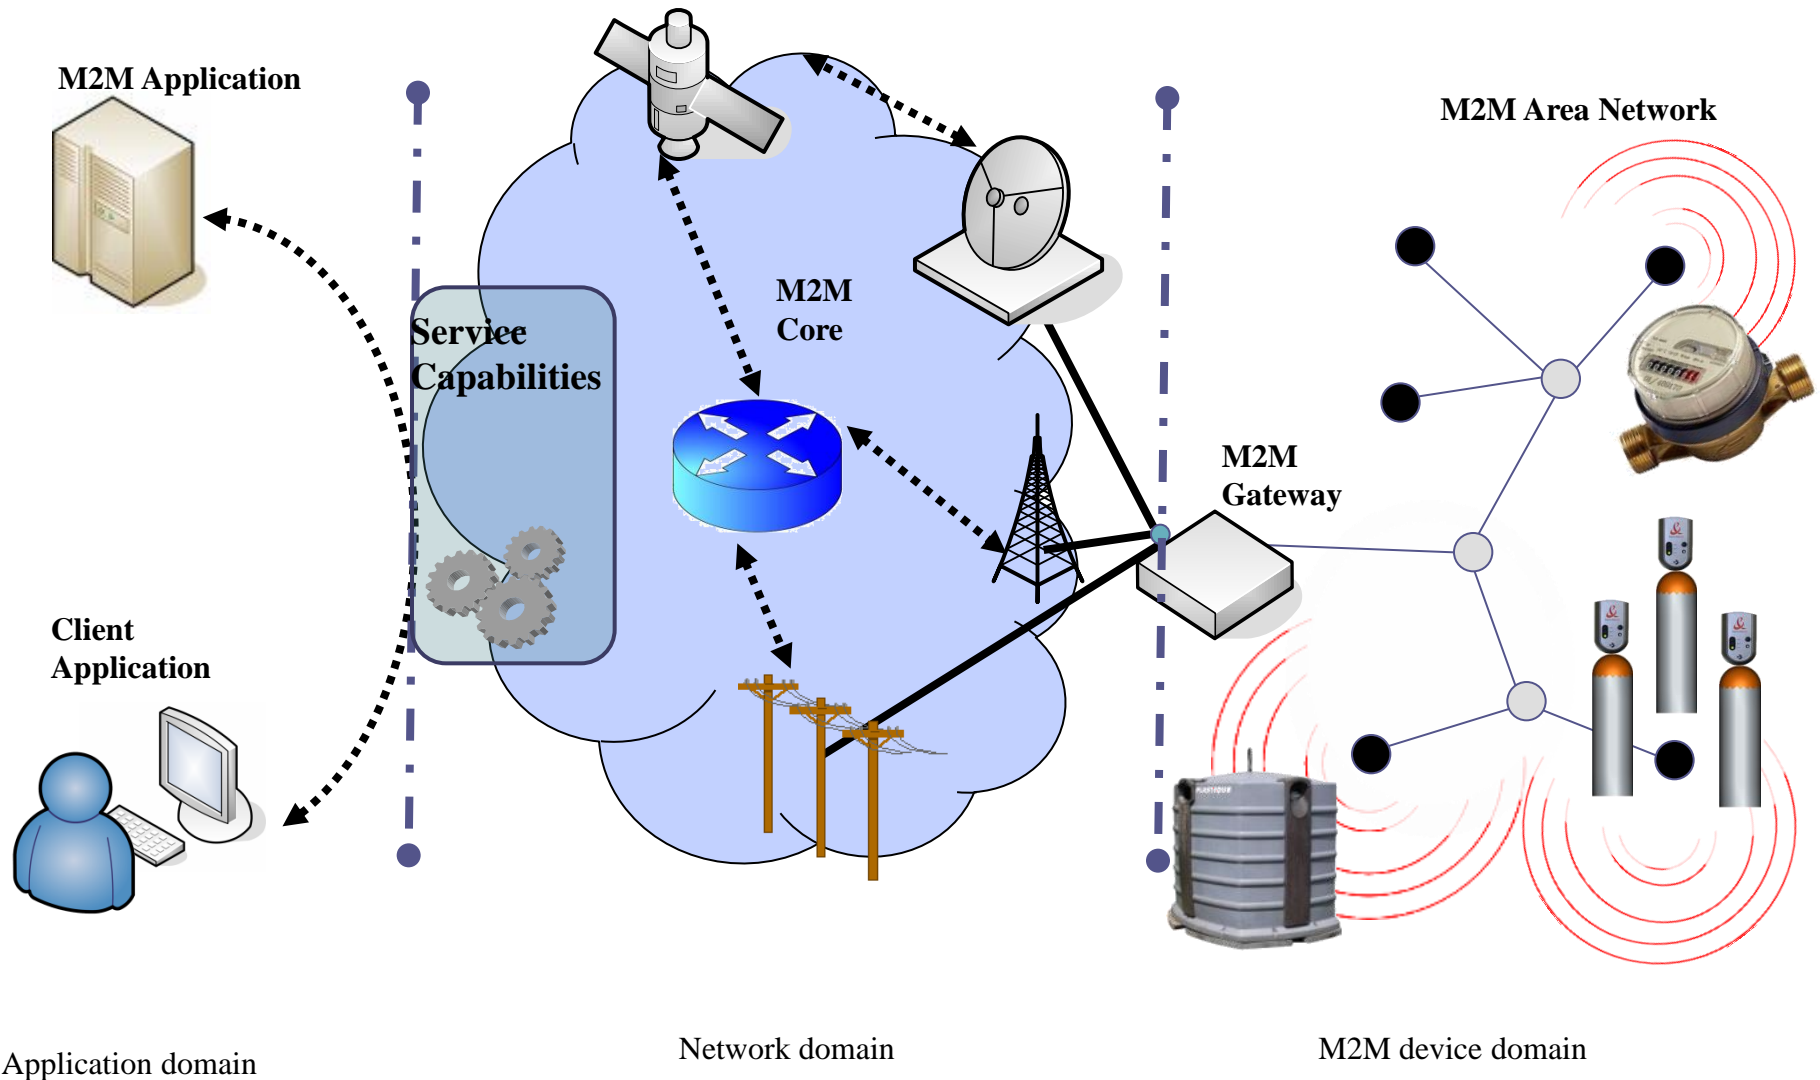 M2M Application
M2M Area Network
M2M
Core
Service
Capabilities
M2M
Gateway
Client
Application
PLASTIQUE
Network domain
M2M device domain
Application domain